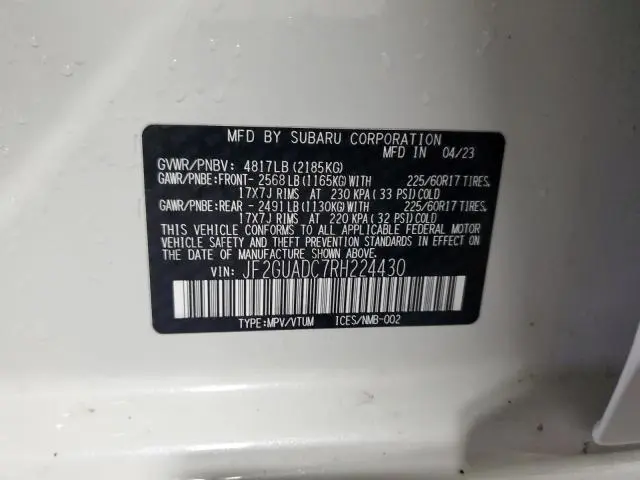 MFD BY SUBARU CORPORATION
MFD IN 04/23
GVWR/PNBV: 4817LB(2185KG)
GAWR/PNBE:FRONT-2568LB(1165KG)WITH 225/60R17 TIRES,
17X7J RIMS AT 230 KPA(33 PSI)COLD
GAWR/PNBE:REAR -2491LB(1130KG)WITH 225/60R17 TIRES,
17X7J RIMS AT 220 KPA(32 PSI)COLD
THIS VEHICLE CONFORMS TO ALL APPLICABLE FEDERAL MOTOR
VEHICLE SAFETY AND THEFT PREVENTION STANDARDS IN EFFECT ON
THE DATE OF MANUFACTURE SHOWN ABOVE.
VIN: JF2GUADC7RH224430
TYPE:MPV/VTUM ICES/NMB-002